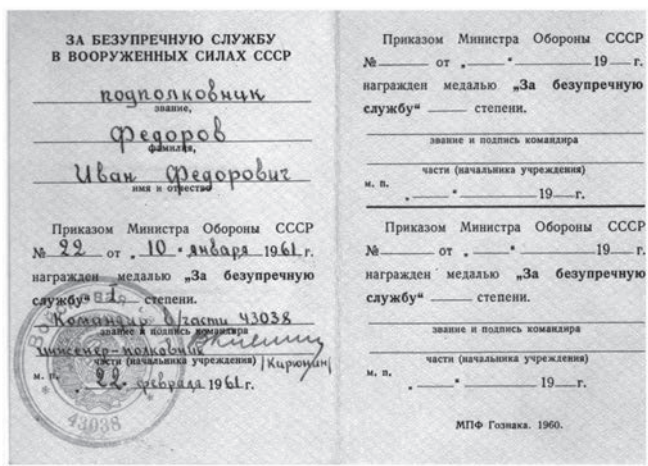 ЗА БЕЗУПРЕЧНУЮ СЛУЖБУ
В ВООРУЖЕННЫХ СИЛАХ СССР
подполковник
звание,
Федоров
фамилия,
Иван Федорович
имя и отчество
Приказом Министра Обороны СССР
№ 22 от „ 10 “ января 1961 г.
награжден медалью „За безупречную
службу“ I степени.
Командир в/части 43038
звание и подпись командира
инженер-полковник
части (начальника учреждения) /Кирюнин/
м. п. „ 22 “ февраля 1961 г.
43038
Приказом Министра Обороны СССР
№ от „ “ 19 г.
награжден медалью „За безупречную
службу“ степени.
звание и подпись командира
части (начальника учреждения)
м. п. „ “ 19 г.
Приказом Министра Обороны СССР
№ от „ “ 19 г.
награжден медалью „За безупречную
службу“ степени.
звание и подпись командира
части (начальника учреждения)
м. п. „ “ 19 г.
МПФ Гознака. 1960.